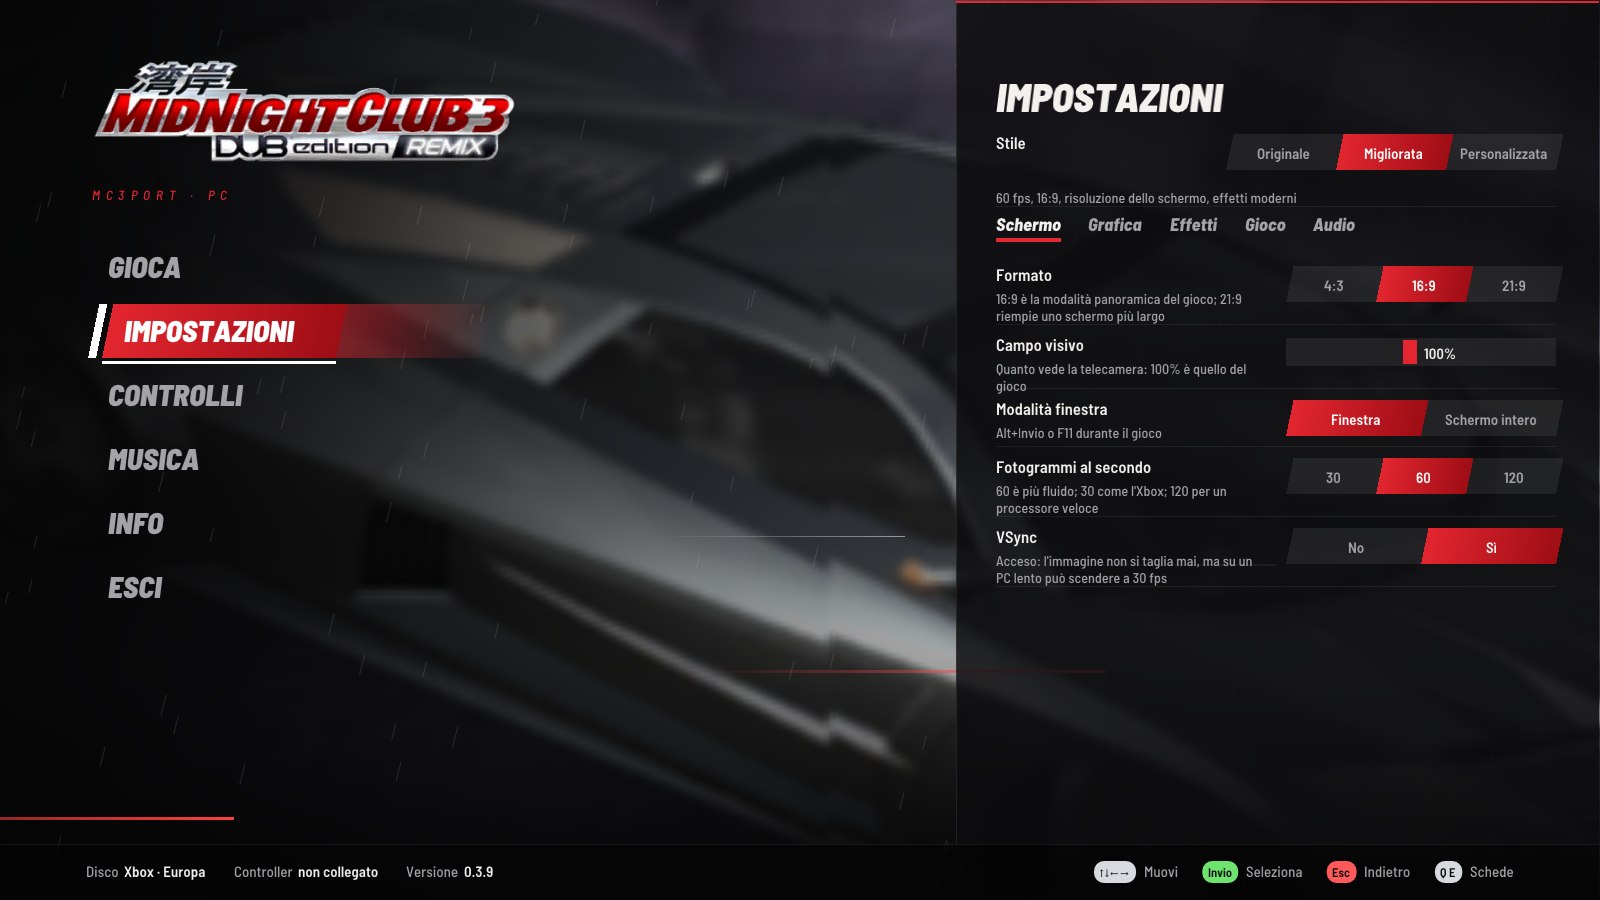 湾岸
MIDNIGHT CLUB 3
DUB edition REMIX
MC3PORT · PC
GIOCA
IMPOSTAZIONI
CONTROLLI
MUSICA
INFO
ESCI
IMPOSTAZIONI
Stile
Originale Migliorata Personalizzata
60 fps, 16:9, risoluzione dello schermo, effetti moderni
Schermo Grafica Effetti Gioco Audio
Formato
4:3 16:9 21:9
16:9 è la modalità panoramica del gioco; 21:9
riempie uno schermo più largo
Campo visivo
100%
Quanto vede la telecamera: 100% è quello del
gioco
Modalità finestra
Finestra Schermo intero
Alt+Invio o F11 durante il gioco
Fotogrammi al secondo
30 60 120
60 è più fluido; 30 come l'Xbox; 120 per un
processore veloce
VSync
No Sì
Acceso: l'immagine non si taglia mai, ma su un
PC lento può scendere a 30 fps
Disco Xbox · Europa Controller non collegato Versione 0.3.9
↑↓←→ Muovi Invio Seleziona Esc Indietro Q E Schede